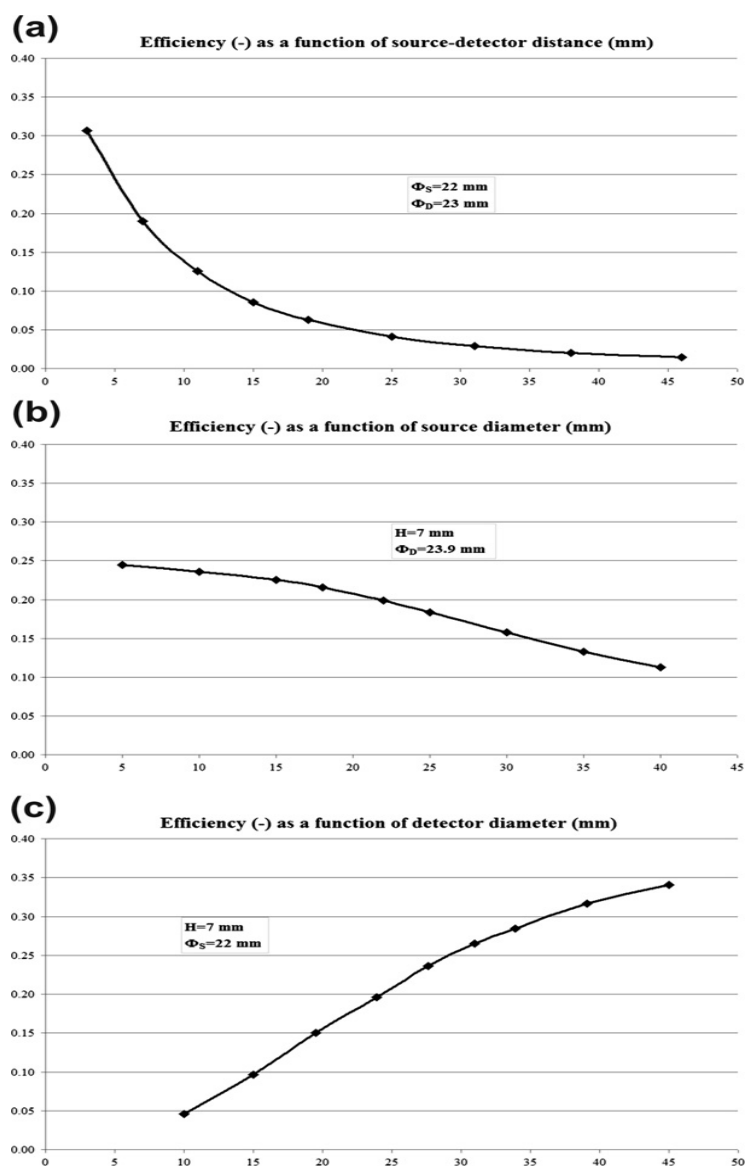 (a)
Efficiency (-) as a function of source-detector distance (mm)
0.40
0.35
0.30
0.25
ΦS=22 mm
ΦD=23 mm
0.20
0.15
0.10
0.05
0.00
0 5 10 15 20 25 30 35 40 45 50
(b)
Efficiency (-) as a function of source diameter (mm)
0.40
0.35
0.30
H=7 mm
ΦD=23.9 mm
0.25
0.20
0.15
0.10
0.05
0.00
0 5 10 15 20 25 30 35 40 45
(c)
Efficiency (-) as a function of detector diameter (mm)
0.40
0.35
0.30
H=7 mm
ΦS=22 mm
0.25
0.20
0.15
0.10
0.05
0.00
0 5 10 15 20 25 30 35 40 45 50